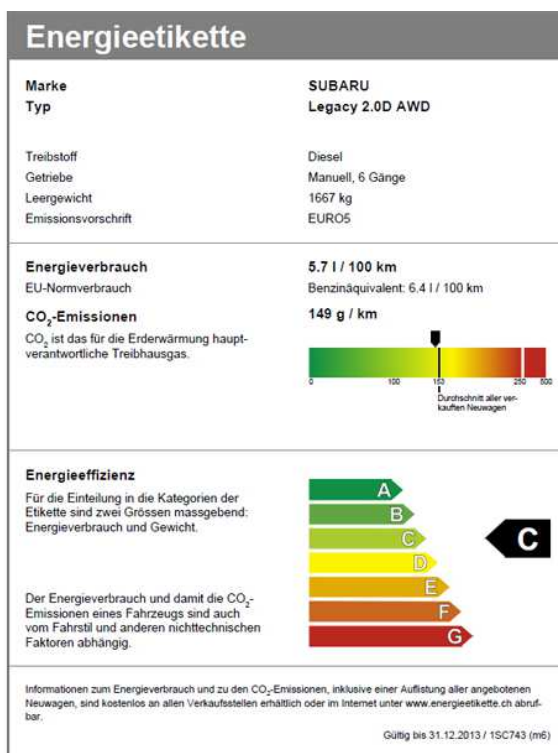 Energieetikette
Marke SUBARU
Typ Legacy 2.0D AWD
Treibstoff Diesel
Getriebe Manuell, 6 Gänge
Leergewicht 1667 kg
Emissionsvorschrift EURO5
Energieverbrauch 5.7 l / 100 km
EU-Normverbrauch Benzinäquivalent: 6.4 l / 100 km
CO₂-Emissionen 149 g / km
CO₂ ist das für die Erderwärmung haupt-
verantwortliche Treibhausgas.
0 100 150 250 500
Durchschnitt aller ver-
kauften Neuwagen
Energieeffizienz
Für die Einteilung in die Kategorien der
Etikette sind zwei Grössen massgebend:
Energieverbrauch und Gewicht.
Der Energieverbrauch und damit die CO₂-
Emissionen eines Fahrzeugs sind auch
vom Fahrstil und anderen nichttechnischen
Faktoren abhängig.
A
B
C
D
E
F
G
C
Informationen zum Energieverbrauch und zu den CO₂-Emissionen, inklusive einer Auflistung aller angebotenen
Neuwagen, sind kostenlos an allen Verkaufsstellen erhältlich oder im Internet unter www.energieetikette.ch abruf-
bar.
Gültig bis 31.12.2013 / 1SC743 (m6)